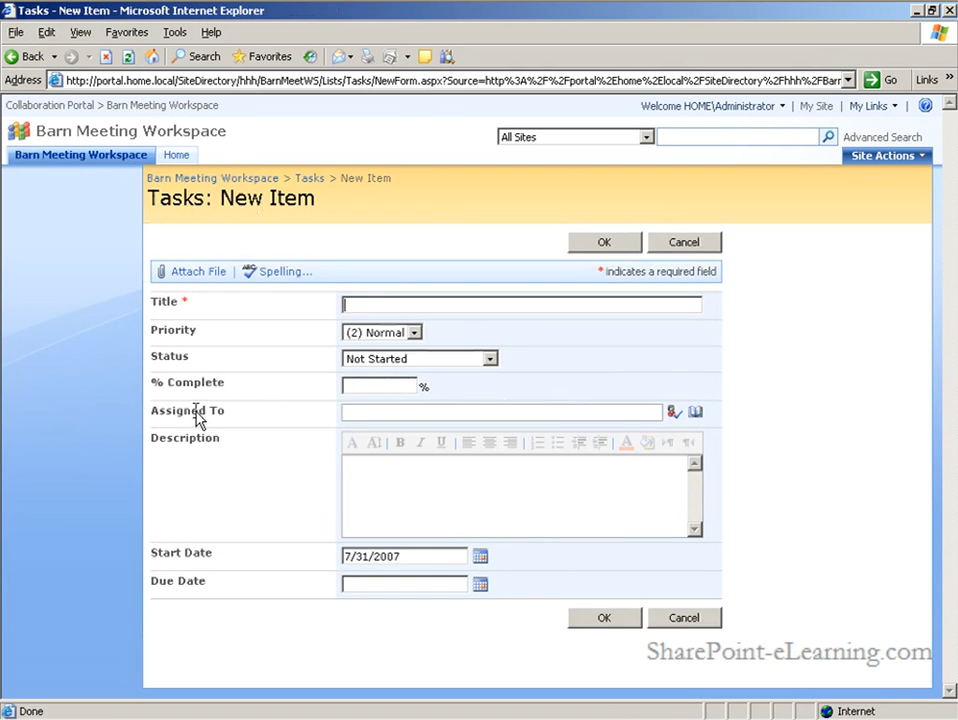 Tasks - New Item - Microsoft Internet Explorer
File Edit View Favorites Tools Help
Back Search Favorites
Address http://portal.home.local/SiteDirectory/hhh/BarnMeetWS/Lists/Tasks/NewForm.aspx?Source=http%3A%2F%2Fportal%2Ehome%2Elocal%2FSiteDirectory%2Fhhh%2FBarr Go Links »
Collaboration Portal > Barn Meeting Workspace Welcome HOME\Administrator | My Site | My Links |
Barn Meeting Workspace
All Sites Advanced Search
Barn Meeting Workspace Home Site Actions
Barn Meeting Workspace > Tasks > New Item
Tasks: New Item
OK Cancel
Attach File | Spelling... * indicates a required field
Title *
Priority (2) Normal
Status Not Started
% Complete %
Assigned To
Description
A A B I U A
Start Date 7/31/2007
Due Date
OK Cancel
SharePoint-eLearning.com
Done Internet